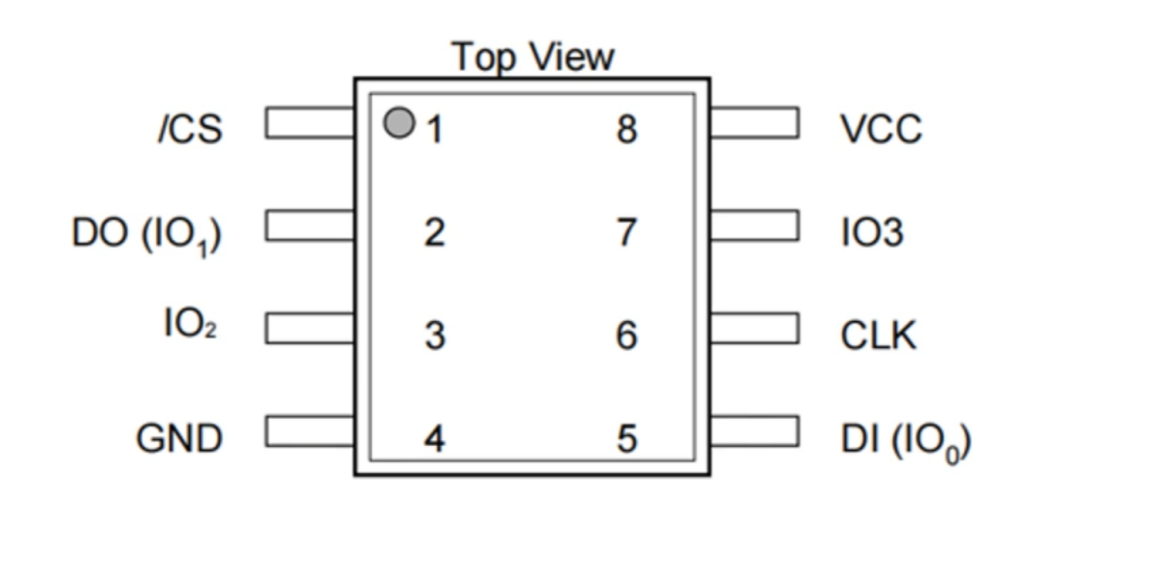 Top View
/CS 1 8 VCC
DO (IO₁) 2 7 IO3
IO₂ 3 6 CLK
GND 4 5 DI (IO₀)